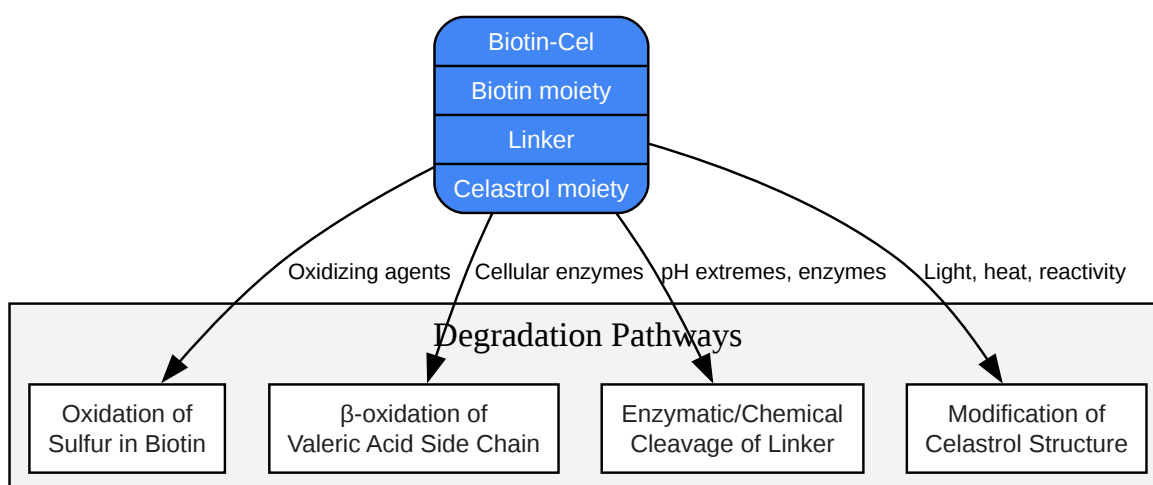 Biotin-Cel
Biotin moiety
Linker
Celastrol moiety
Oxidizing agents
Cellular enzymes
pH extremes, enzymes
Light, heat, reactivity
Degradation Pathways
Oxidation of
Sulfur in Biotin
β-oxidation of
Valeric Acid Side Chain
Enzymatic/Chemical
Cleavage of Linker
Modification of
Celastrol Structure